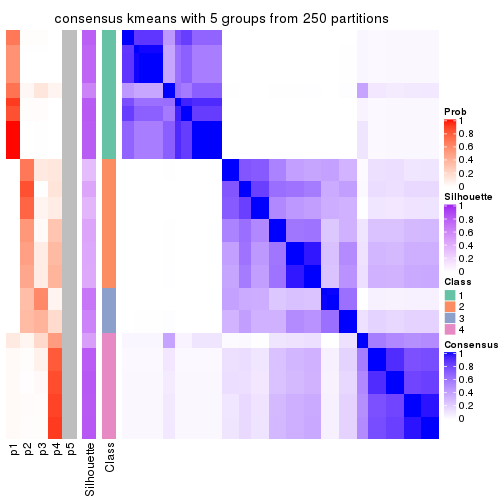 consensus kmeans with 5 groups from 250 partitions
Prob
1
0.8
0.6
0.4
0.2
0
Silhouette
1
0.8
0.6
0.4
0.2
0
Class
1
2
3
4
Consensus
1
0.8
0.6
0.4
0.2
0
p1
p2
p3
p4
p5
Silhouette
Class